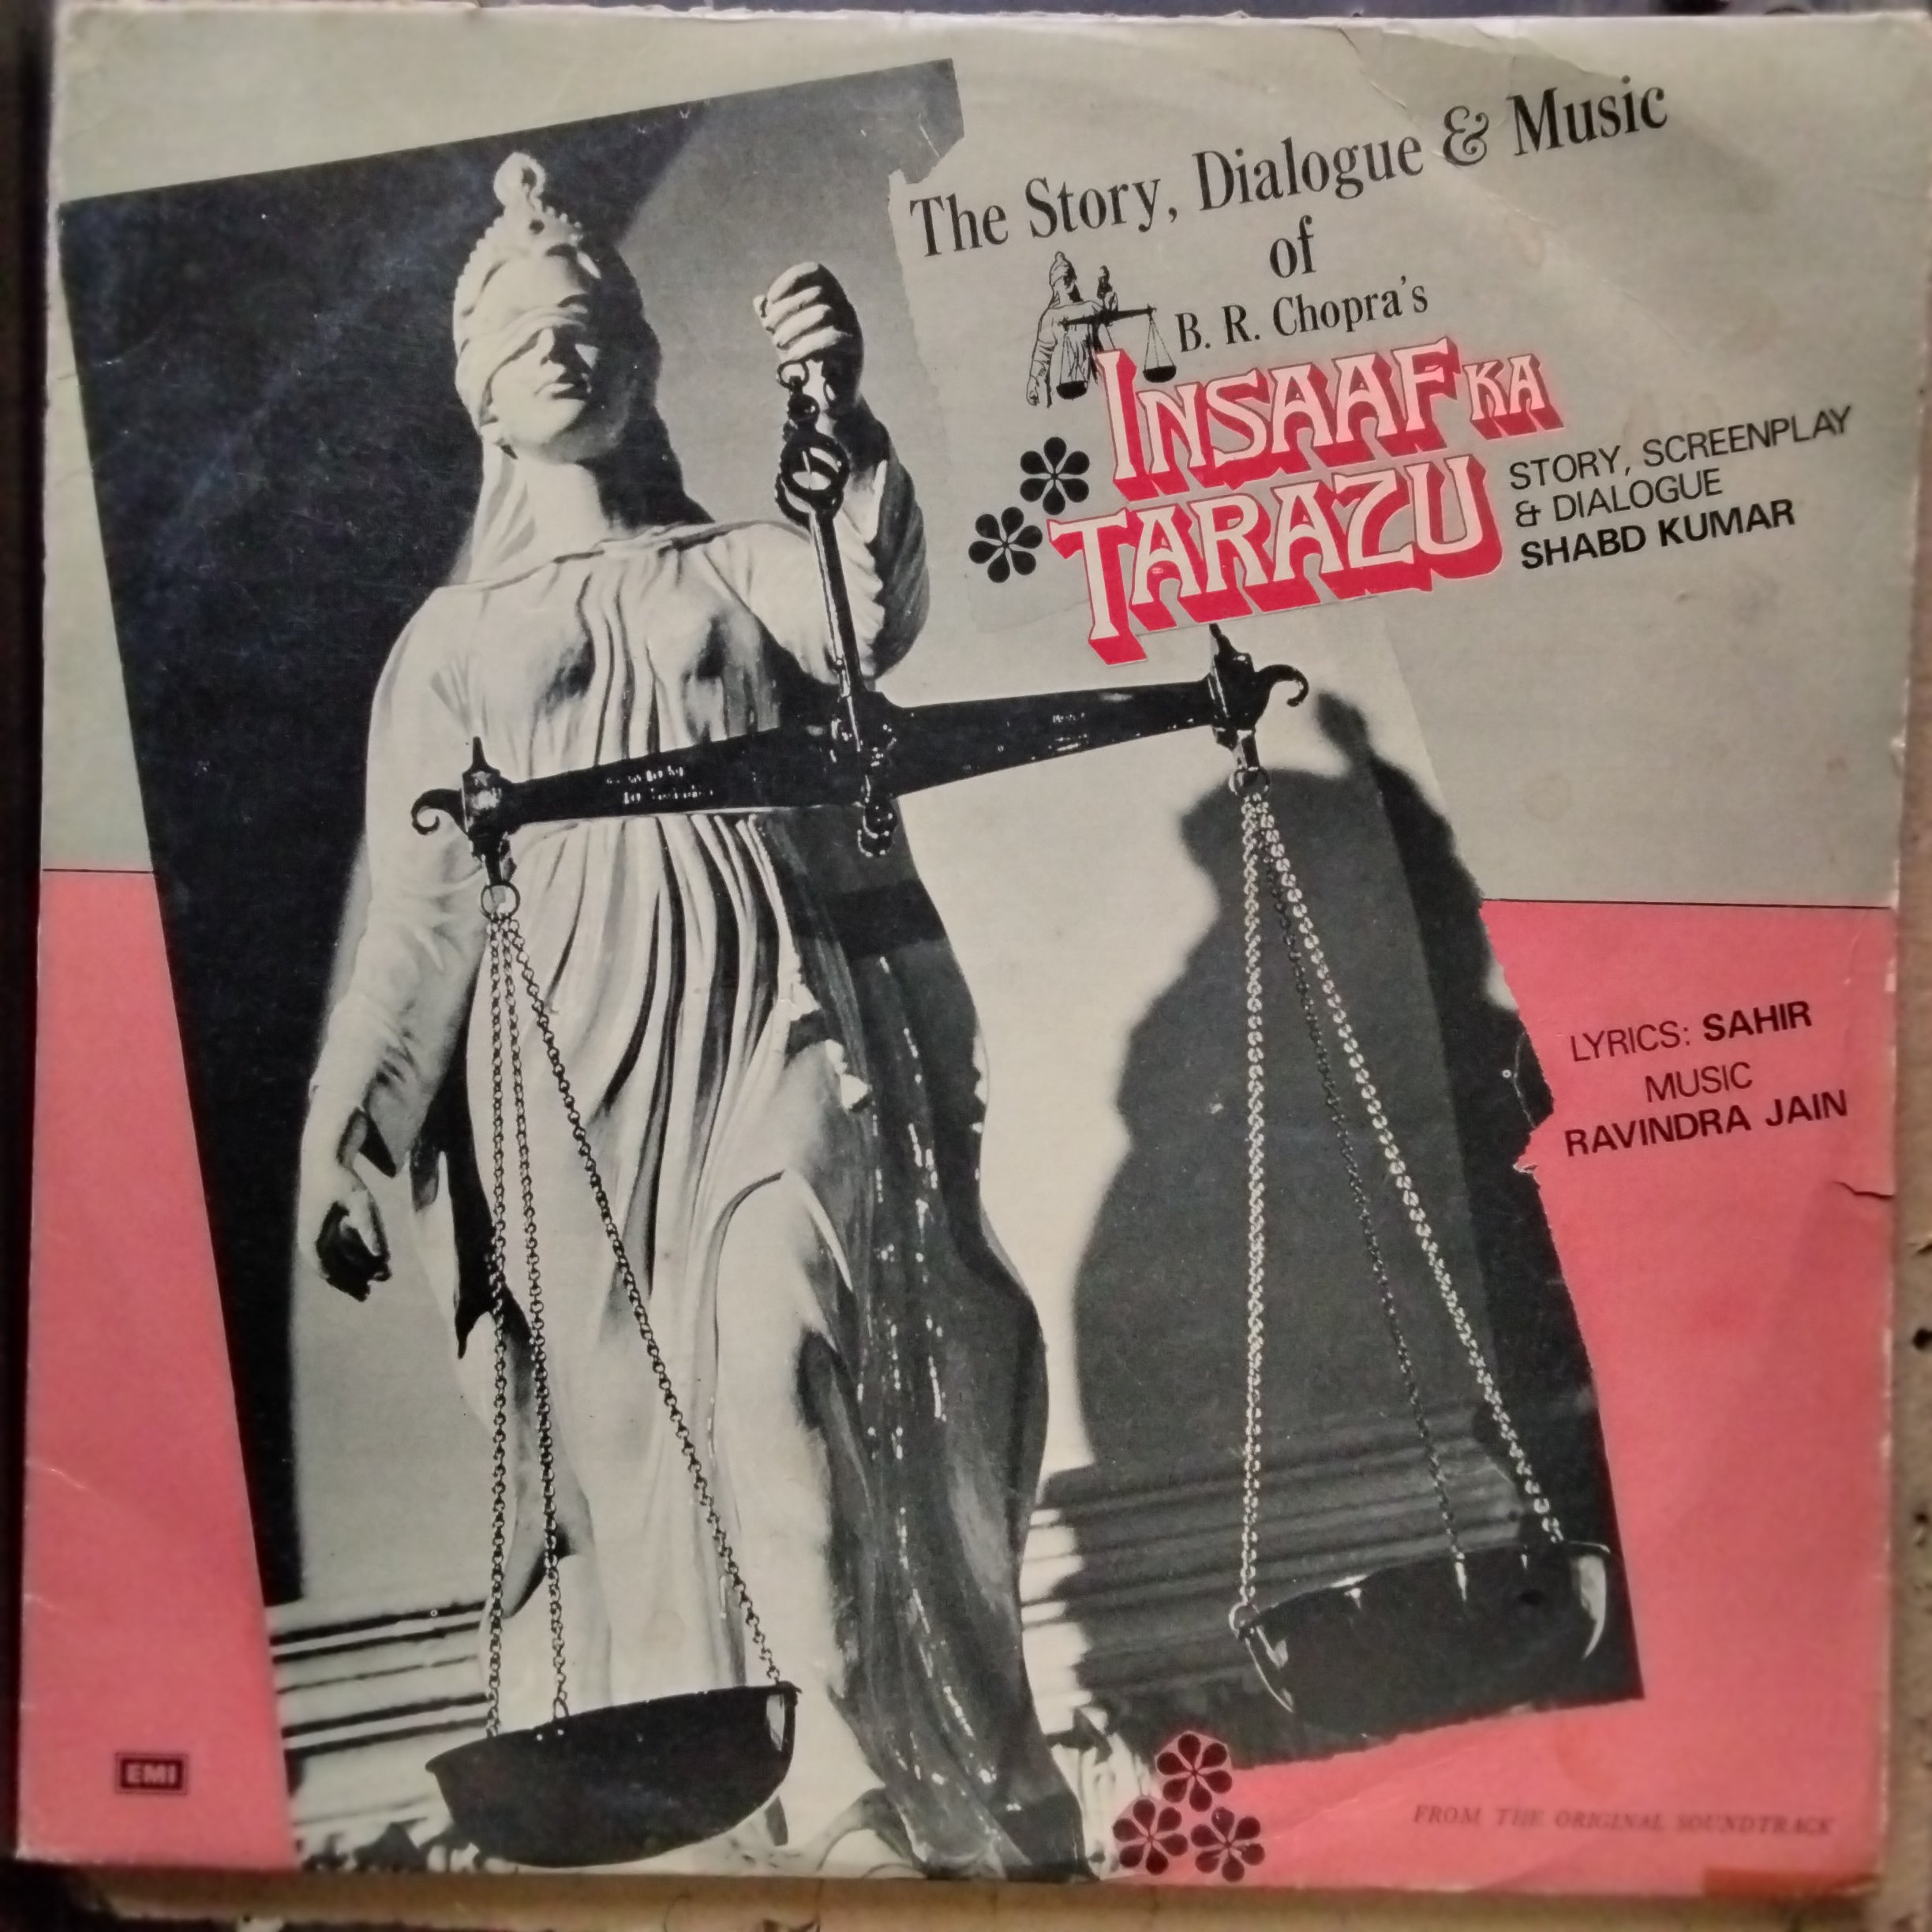 The Story, Dialogue & Music
of
B. R. Chopra's
INSAAF KA
TARAZU
STORY, SCREENPLAY
& DIALOGUE
SHABD KUMAR
LYRICS: SAHIR
MUSIC
RAVINDRA JAIN
EMI
FROM THE ORIGINAL SOUNDTRACK